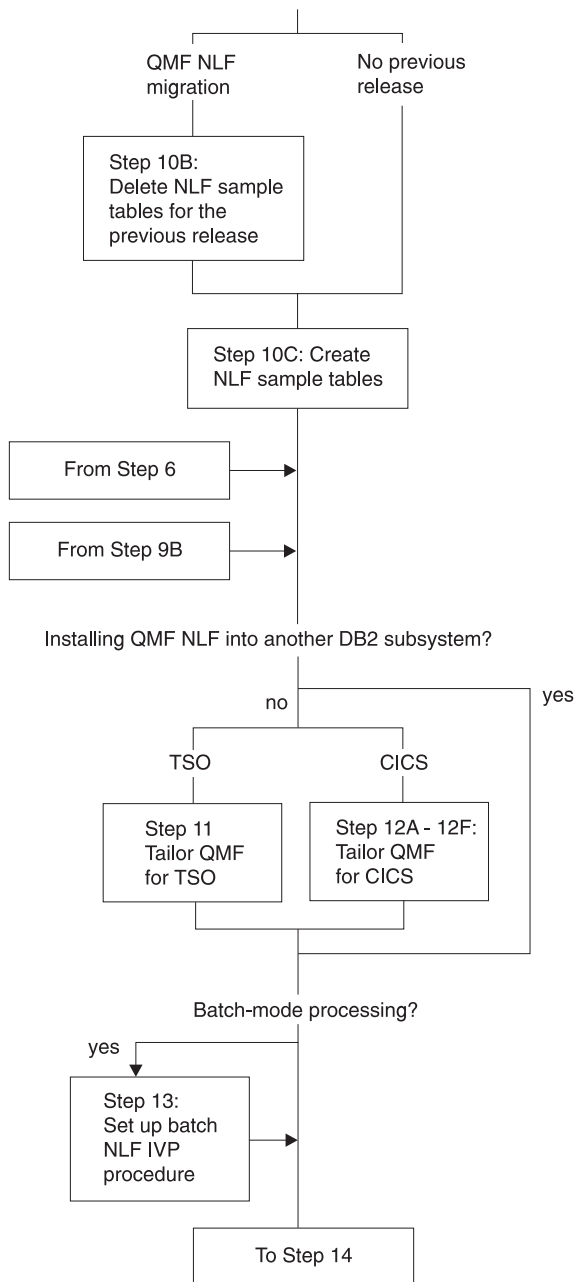 QMF NLF
migration
No previous
release
Step 10B:
Delete NLF sample
tables for the
previous release
Step 10C: Create
NLF sample tables
From Step 6
From Step 9B
Installing QMF NLF into another DB2 subsystem?
no
yes
TSO
CICS
Step 11
Tailor QMF
for TSO
Step 12A - 12F:
Tailor QMF
for CICS
Batch-mode processing?
yes
Step 13:
Set up batch
NLF IVP
procedure
To Step 14